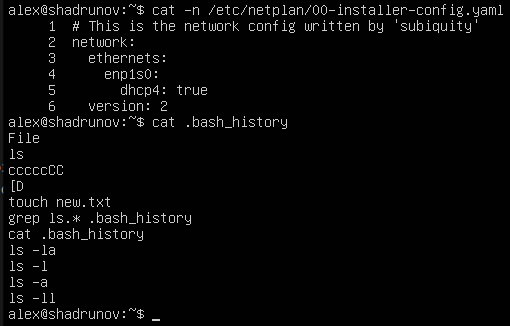 alex@shadrunov:~$ cat -n /etc/netplan/00-installer-config.yaml
     1  # This is the network config written by 'subiquity'
     2  network:
     3    ethernets:
     4      enp1s0:
     5        dhcp4: true
     6    version: 2
alex@shadrunov:~$ cat .bash_history
File
ls
cccccCC
[D
touch new.txt
grep ls.* .bash_history
cat .bash_history
ls -la
ls -l
ls -a
ls -ll
alex@shadrunov:~$ _